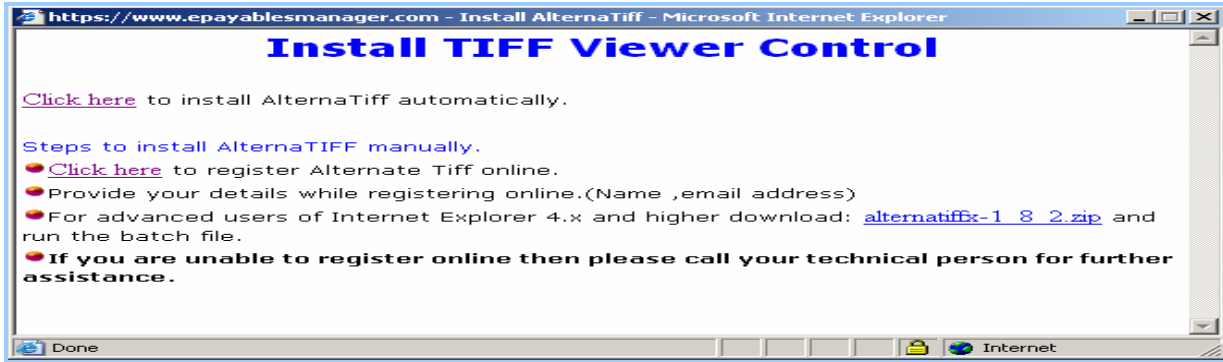 https://www.epayablesmanager.com - Install AlternaTiff - Microsoft Internet Explorer
Install TIFF Viewer Control
Click here to install AlternaTiff automatically.
Steps to install AlternaTIFF manually.
Click here to register Alternate Tiff online.
Provide your details while registering online.(Name ,email address)
For advanced users of Internet Explorer 4.x and higher download: alternatiffx-1_8_2.zip and
run the batch file.
If you are unable to register online then please call your technical person for further
assistance.
Done
Internet